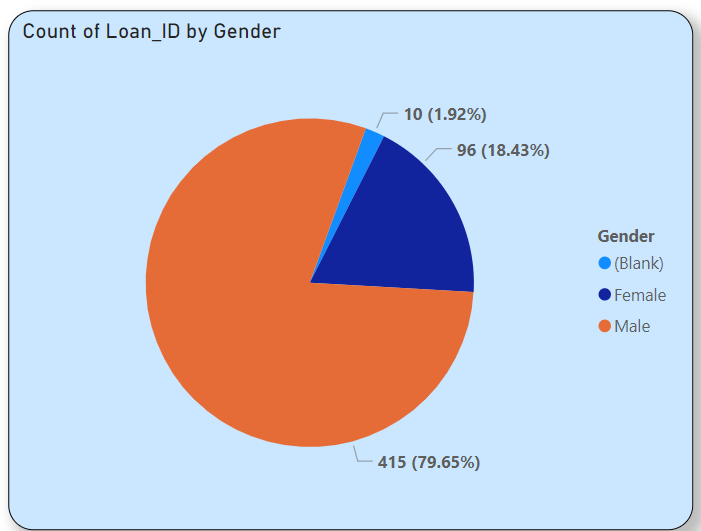 Count of Loan_ID by Gender
10 (1.92%)
96 (18.43%)
Gender
(Blank)
Female
Male
415 (79.65%)